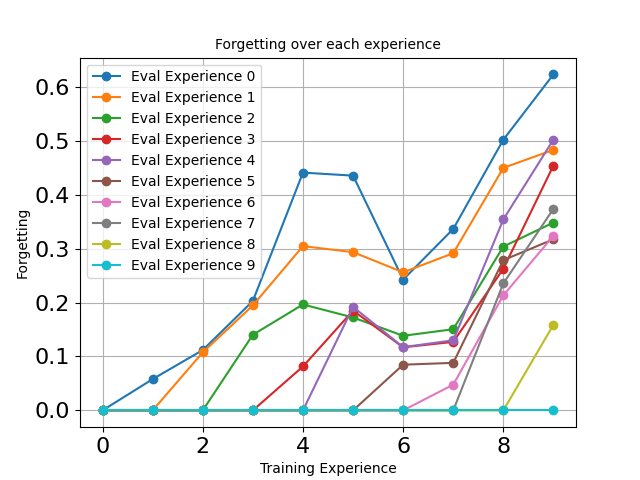 Forgetting over each experience
Eval Experience 0
Eval Experience 1
Eval Experience 2
Eval Experience 3
Eval Experience 4
Eval Experience 5
Eval Experience 6
Eval Experience 7
Eval Experience 8
Eval Experience 9
0.6
0.5
0.4
0.3
0.2
0.1
0.0
Forgetting
0 2 4 6 8
Training Experience